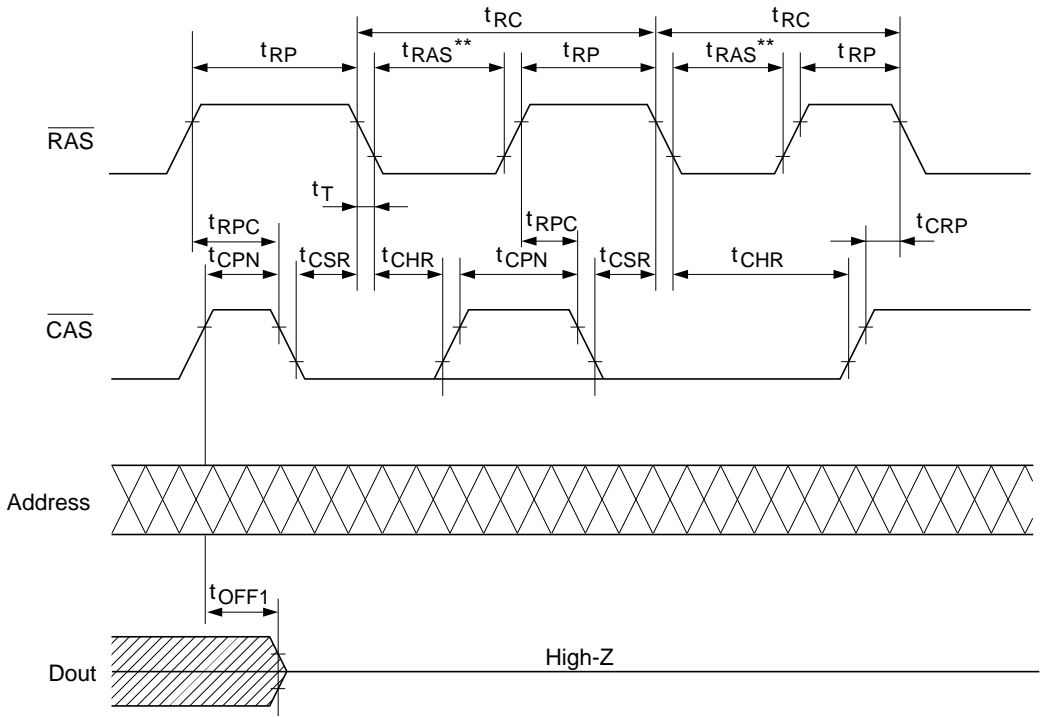 tRC tRC
tRP tRAS** tRP tRAS** tRP
RAS
tT
tRPC tRPC tCRP
tCPN tCSR tCHR tCPN tCSR tCHR
CAS
Address
tOFF1
High-Z
Dout